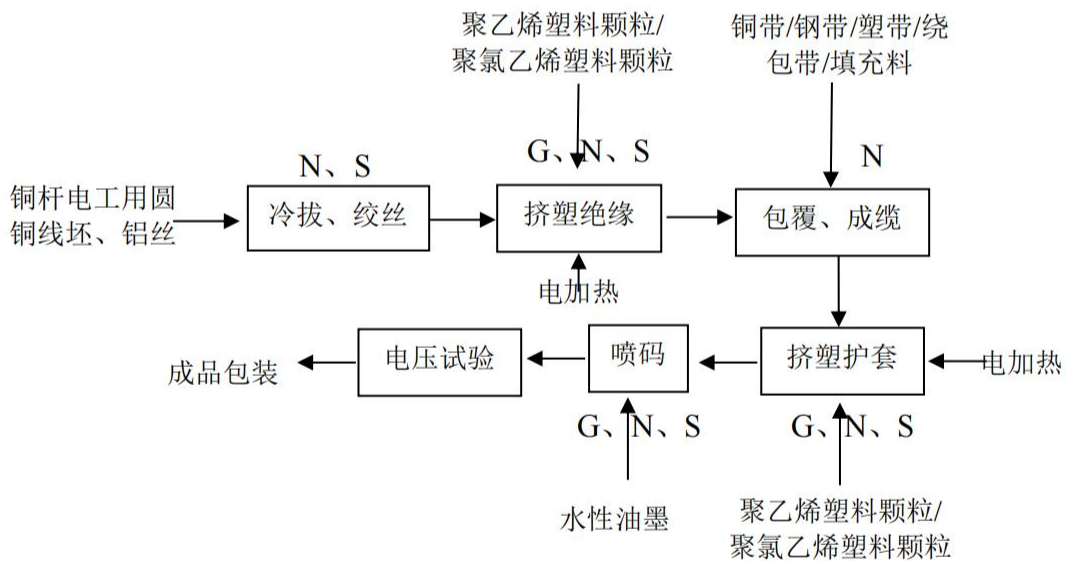 聚乙烯塑料颗粒/
聚氯乙烯塑料颗粒
铜带/钢带/塑带/绕
包带/填充料
N、S
G、N、S
N
铜杆电工用圆
铜线坯、铝丝
冷拔、绞丝
挤塑绝缘
包覆、成缆
电加热
成品包装
电压试验
喷码
挤塑护套
电加热
G、N、S
G、N、S
水性油墨
聚乙烯塑料颗粒/
聚氯乙烯塑料颗粒